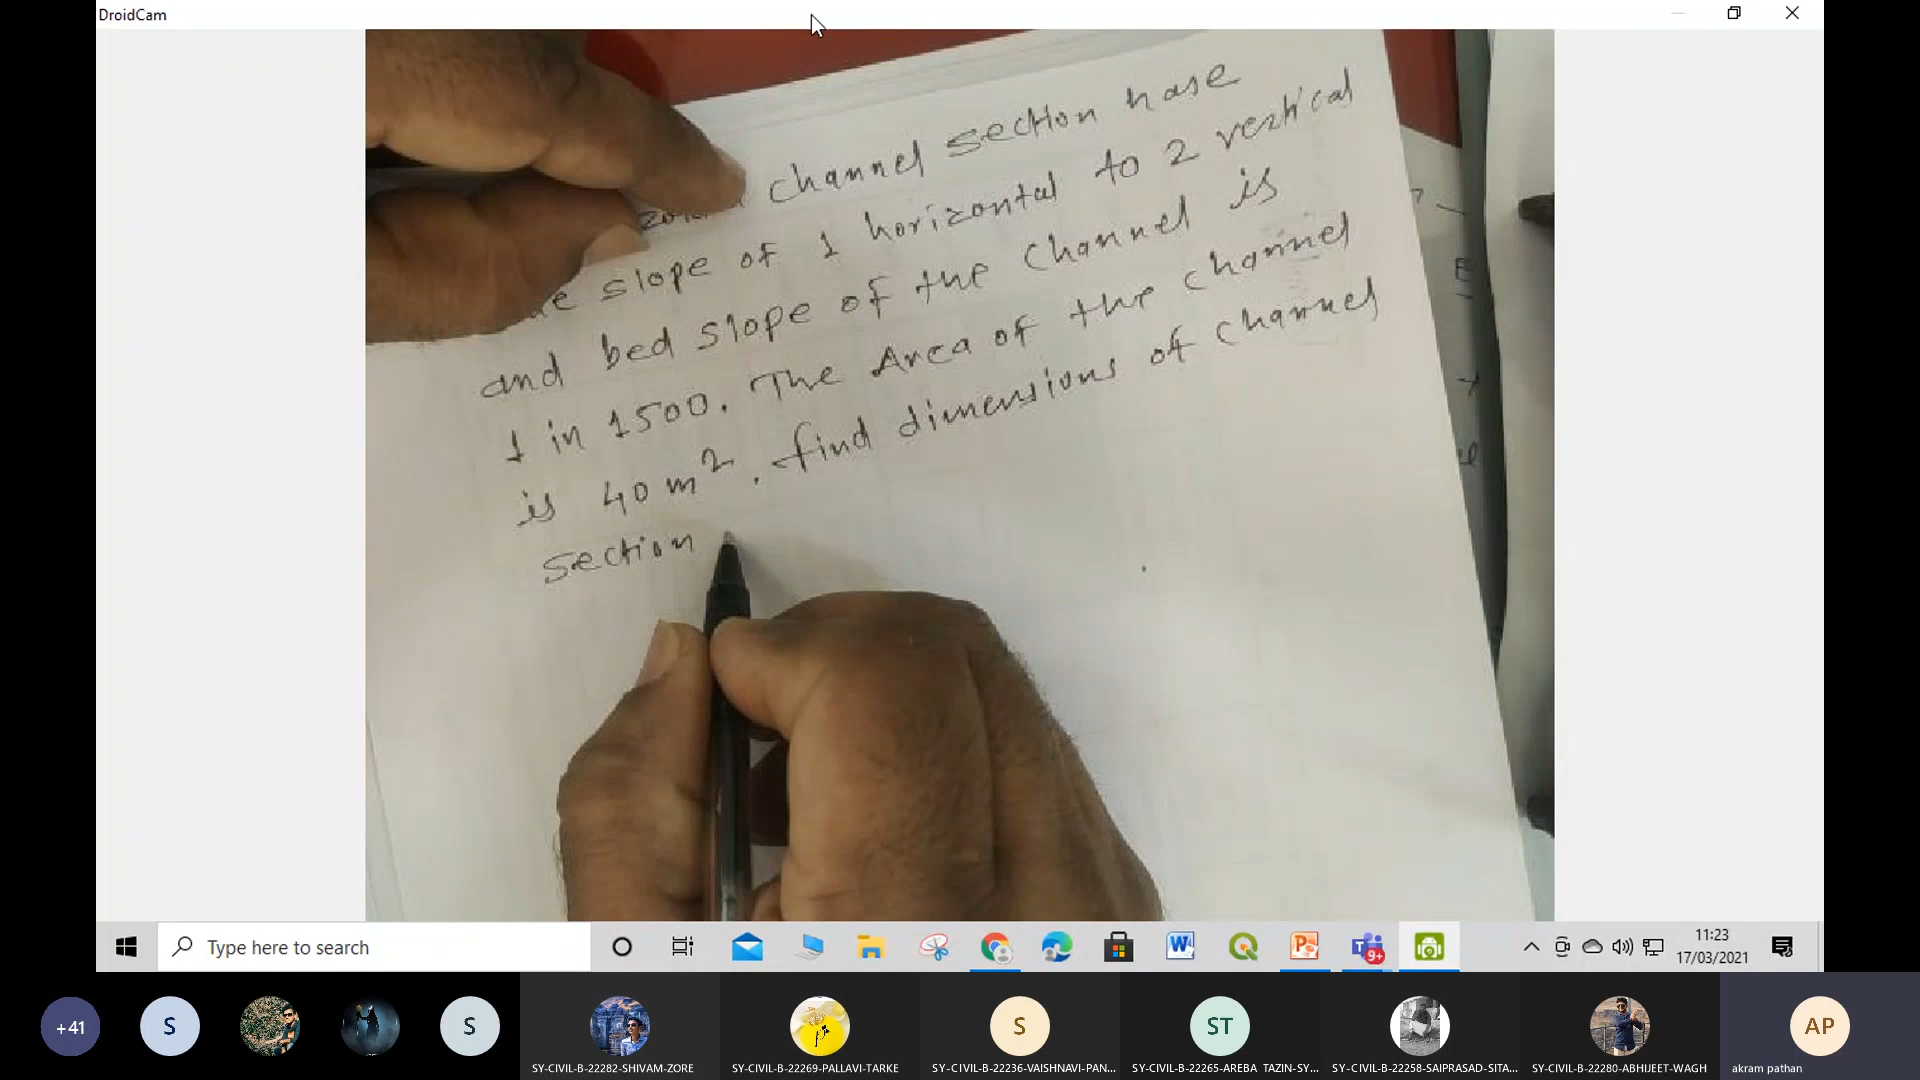 DroidCam
channel section hase
slope of 1 horizontal to 2 vertical
and bed slope of the channel is
1 in 1500. The Area of the channel
is 40 m². find dimensions of channel
section
Type here to search
9+
11:23
17/03/2021
+41
S
S
SY-CIVIL-B-22282-SHIVAM-ZORE
SY-CIVIL-B-22269-PALLAVI-TARKE
S
SY-CIVIL-B-22236-VAISHNAVI-PAN...
ST
SY-CIVIL-B-22265-AREBA TAZIN-SY...
SY-CIVIL-B-22258-SAIPRASAD-SITA...
SY-CIVIL-B-22280-ABHIJEET-WAGH
AP
akram pathan